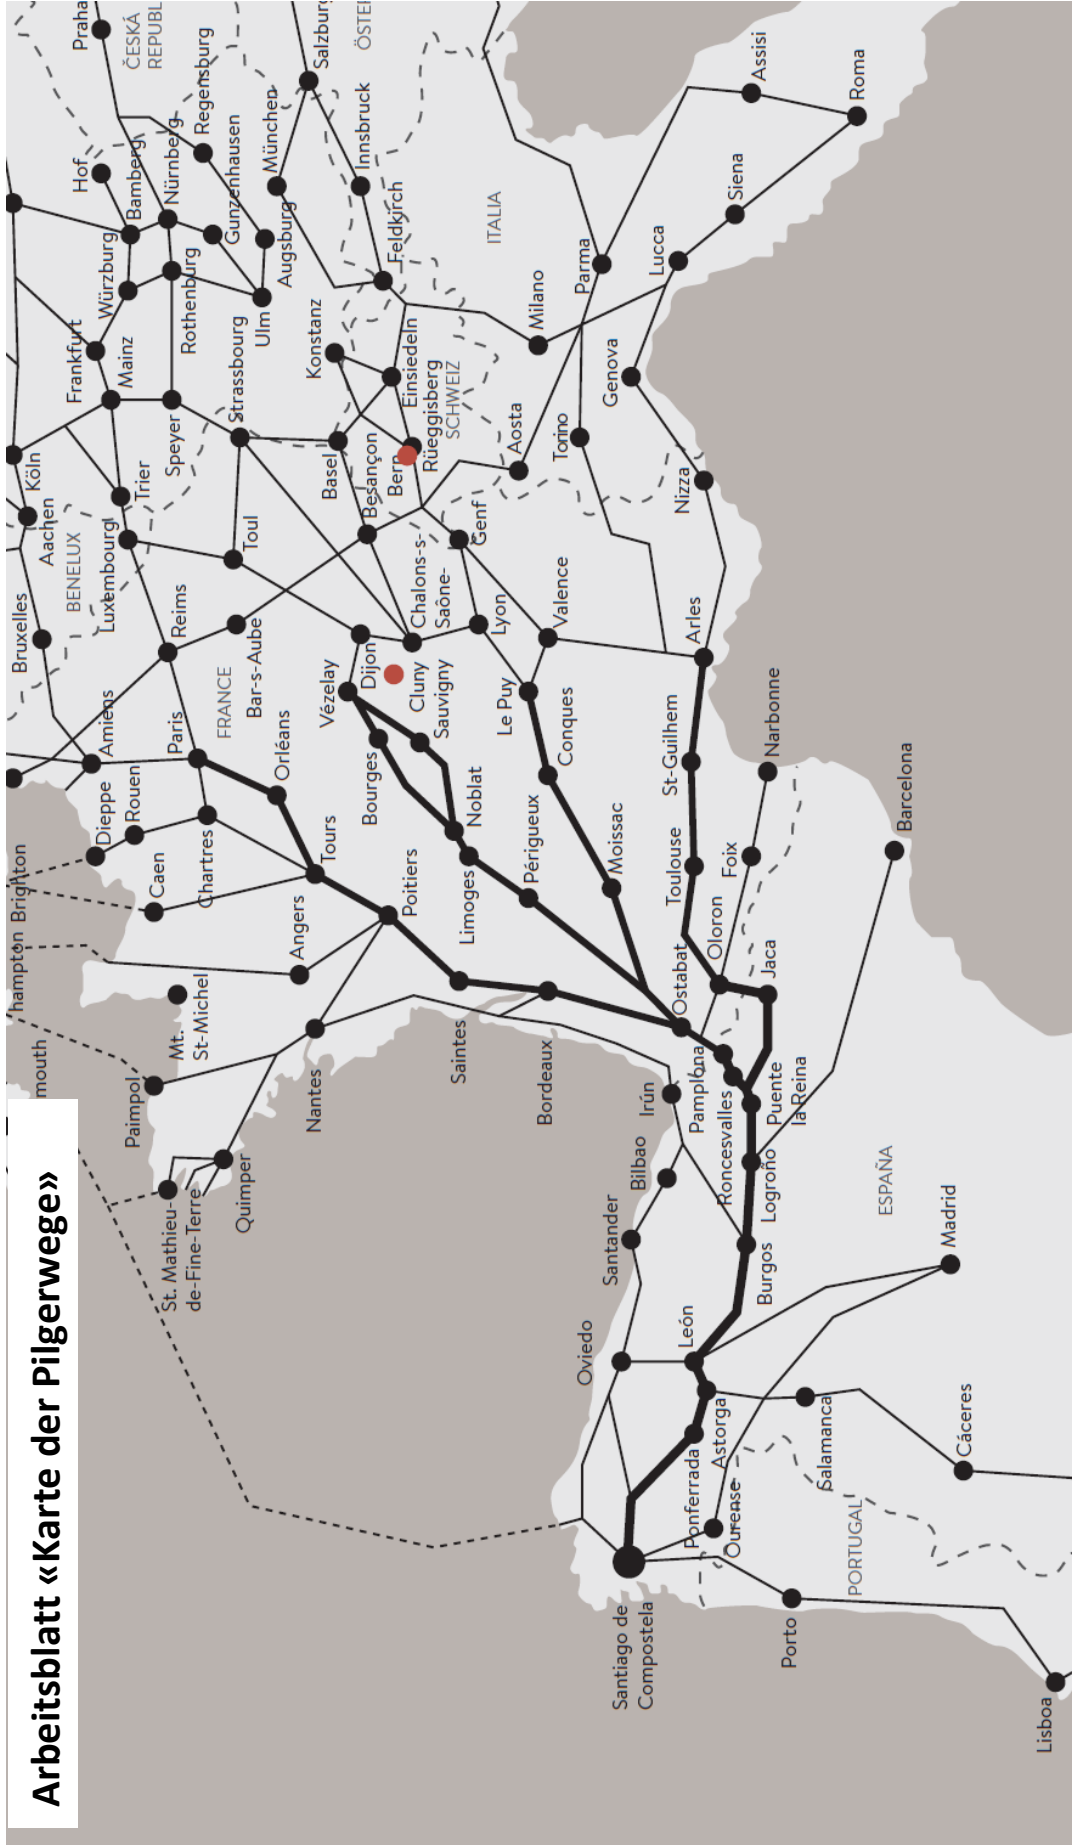 Arbeitsblatt «Karte der Pilgerwege»
mouth
hampton
Brighton
Bruxelles
Aachen
Köln
BENELUX
Frankfurt
Mainz
Würzburg
Hof
Bamberg
Nürnberg
Praha
ČESKÁ
REPUBL
Regensburg
Gunzenhausen
Rothenburg
Speyer
Trier
Luxembourg
Reims
Amiens
Dieppe
Rouen
Caen
Paris
FRANCE
Chartres
Orléans
Tours
Bar-s-Aube
Toul
Strassbourg
Ulm
Augsburg
München
Salzburg
ÖSTER
Innsbruck
Feldkirch
Konstanz
Einsiedeln
Rüeggisberg
SCHWEIZ
Bern
Basel
Besançon
Dijon
Vézelay
Cluny
Sauvigny
Chalons-s-
Saône-
Genf
Lyon
Aosta
Torino
Milano
ITALIA
Parma
Lucca
Genova
Siena
Assisi
Roma
Nizza
Arles
Valence
Le Puy
Conques
Bourges
Noblat
Limoges
Périgueux
Moissac
St-Guilhem
Toulouse
Narbonne
Foix
Oloron
Ostabat
Jaca
Barcelona
Poitiers
Angers
Mt.
St-Michel
Paimpol
St. Mathieu-
de-Fine-Terre
Quimper
Nantes
Saintes
Bordeaux
Irún
Pamplona
Roncesvalles
Puente
la Reina
Logroño
Bilbao
Santander
Burgos
Oviedo
León
Astorga
Ponferrada
Ourense
Santiago de
Compostela
ESPAÑA
Madrid
Salamanca
Cáceres
PORTUGAL
Porto
Lisboa